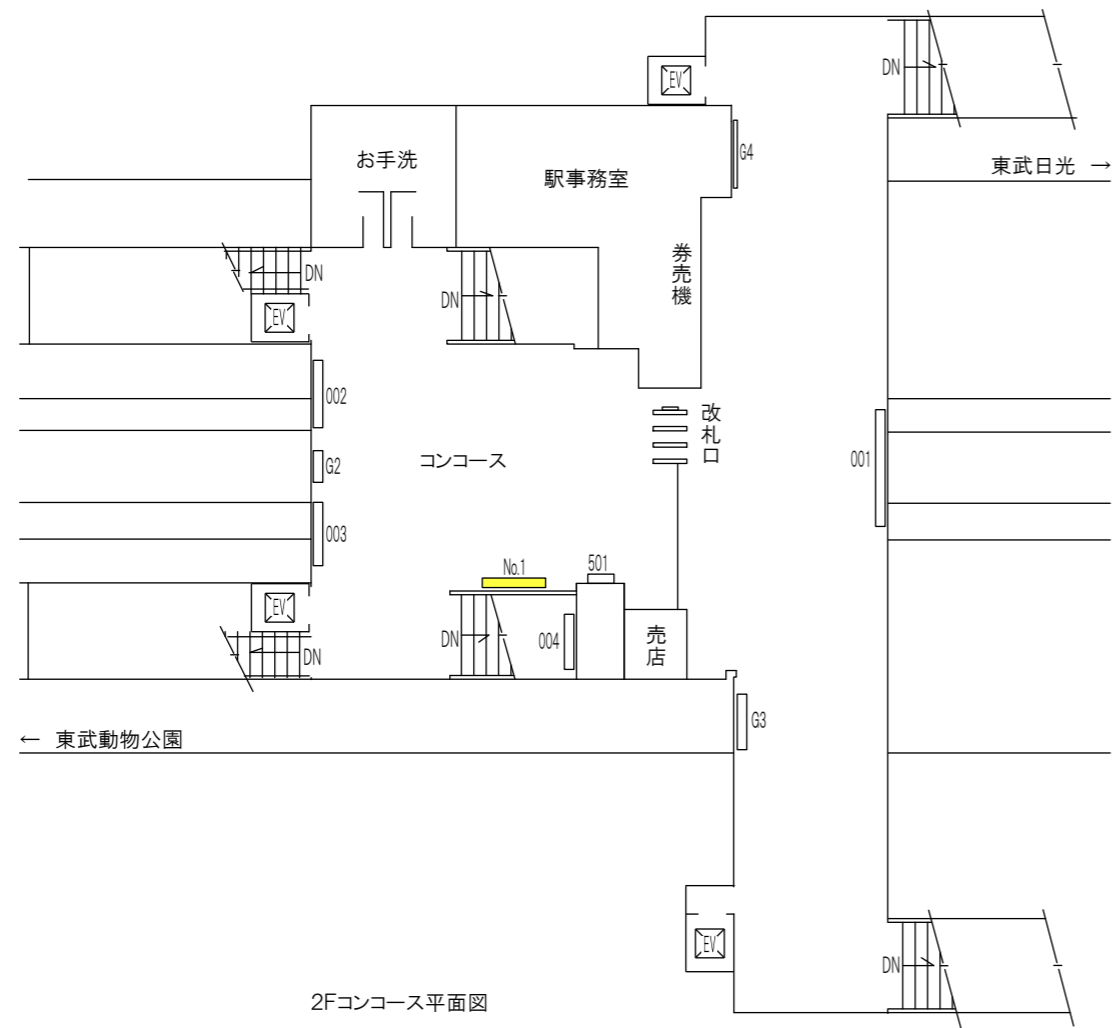 DN
EV
G4
お手洗
駅事務室
東武日光 →
券売機
DN
DN
EV
002
改札口
コンコース
G2
001
003
No.1
501
EV
DN
004
売店
DN
G3
← 東武動物公園
EV
DN
2Fコンコース平面図